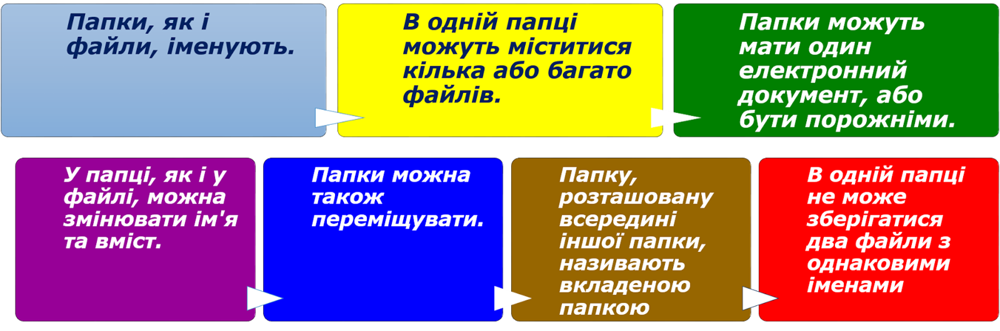 Папки, як і
файли, іменують.
В одній папці
можуть міститися
кілька або багато
файлів.
Папки можуть
мати один
електронний
документ, або
бути порожніми.
У папці, як і у
файлі, можна
змінювати ім'я
та вміст.
Папки можна
також
переміщувати.
Папку,
розташовану
всередині
іншої папки,
називають
вкладеною
папкою
В одній папці
не може
зберігатися
два файли з
однаковими
іменами